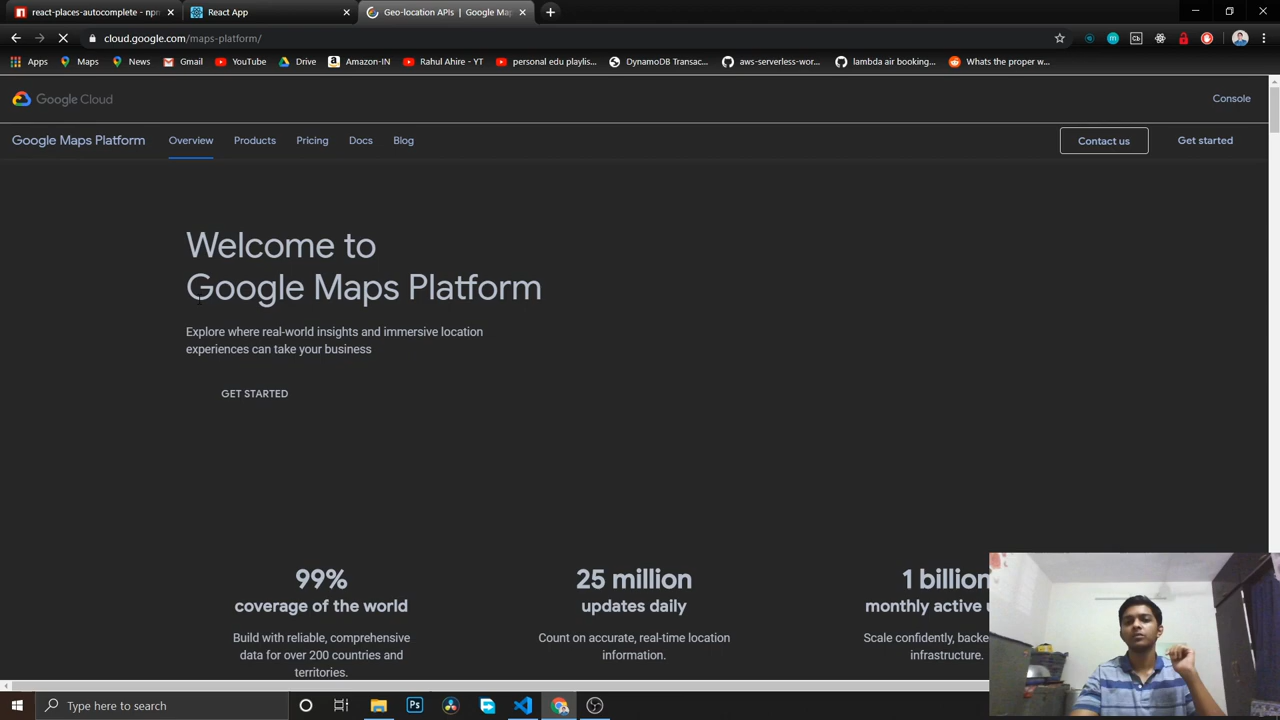 react-places-autocomplete - npm
React App
Geo-location APIs | Google Map
cloud.google.com/maps-platform/
Apps
Maps
News
Gmail
YouTube
Drive
Amazon-IN
Rahul Ahire - YT
personal edu playlis...
DynamoDB Transac...
aws-serverless-wor...
lambda air booking...
Whats the proper w...
Google Cloud
Console
Google Maps Platform
Overview
Products
Pricing
Docs
Blog
Contact us
Get started
Welcome to
Google Maps Platform
Explore where real-world insights and immersive location
experiences can take your business
GET STARTED
99%
coverage of the world
Build with reliable, comprehensive
data for over 200 countries and
territories.
25 million
updates daily
Count on accurate, real-time location
information.
1 billion
monthly active
Scale confidently, backe
infrastructure.
Type here to search